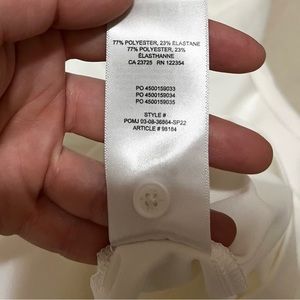 77% POLYESTER, 23% ELASTANE
77% POLYESTER, 23%
ÉLASTHANNE
CA 23725 RN 122354
PO 4500159033
PO 4500159034
PO 4500159035
STYLE #
POMJ 03-08-36864-SP22
ARTICLE # 98184